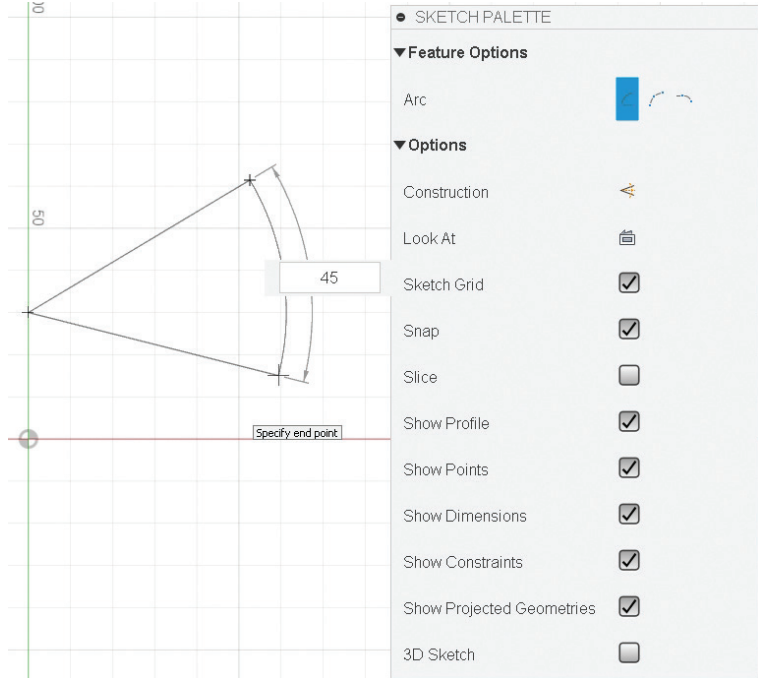 00
50
45
Specify end point
SKETCH PALETTE
Feature Options
Arc
Options
Construction
Look At
Sketch Grid
Snap
Slice
Show Profile
Show Points
Show Dimensions
Show Constraints
Show Projected Geometries
3D Sketch